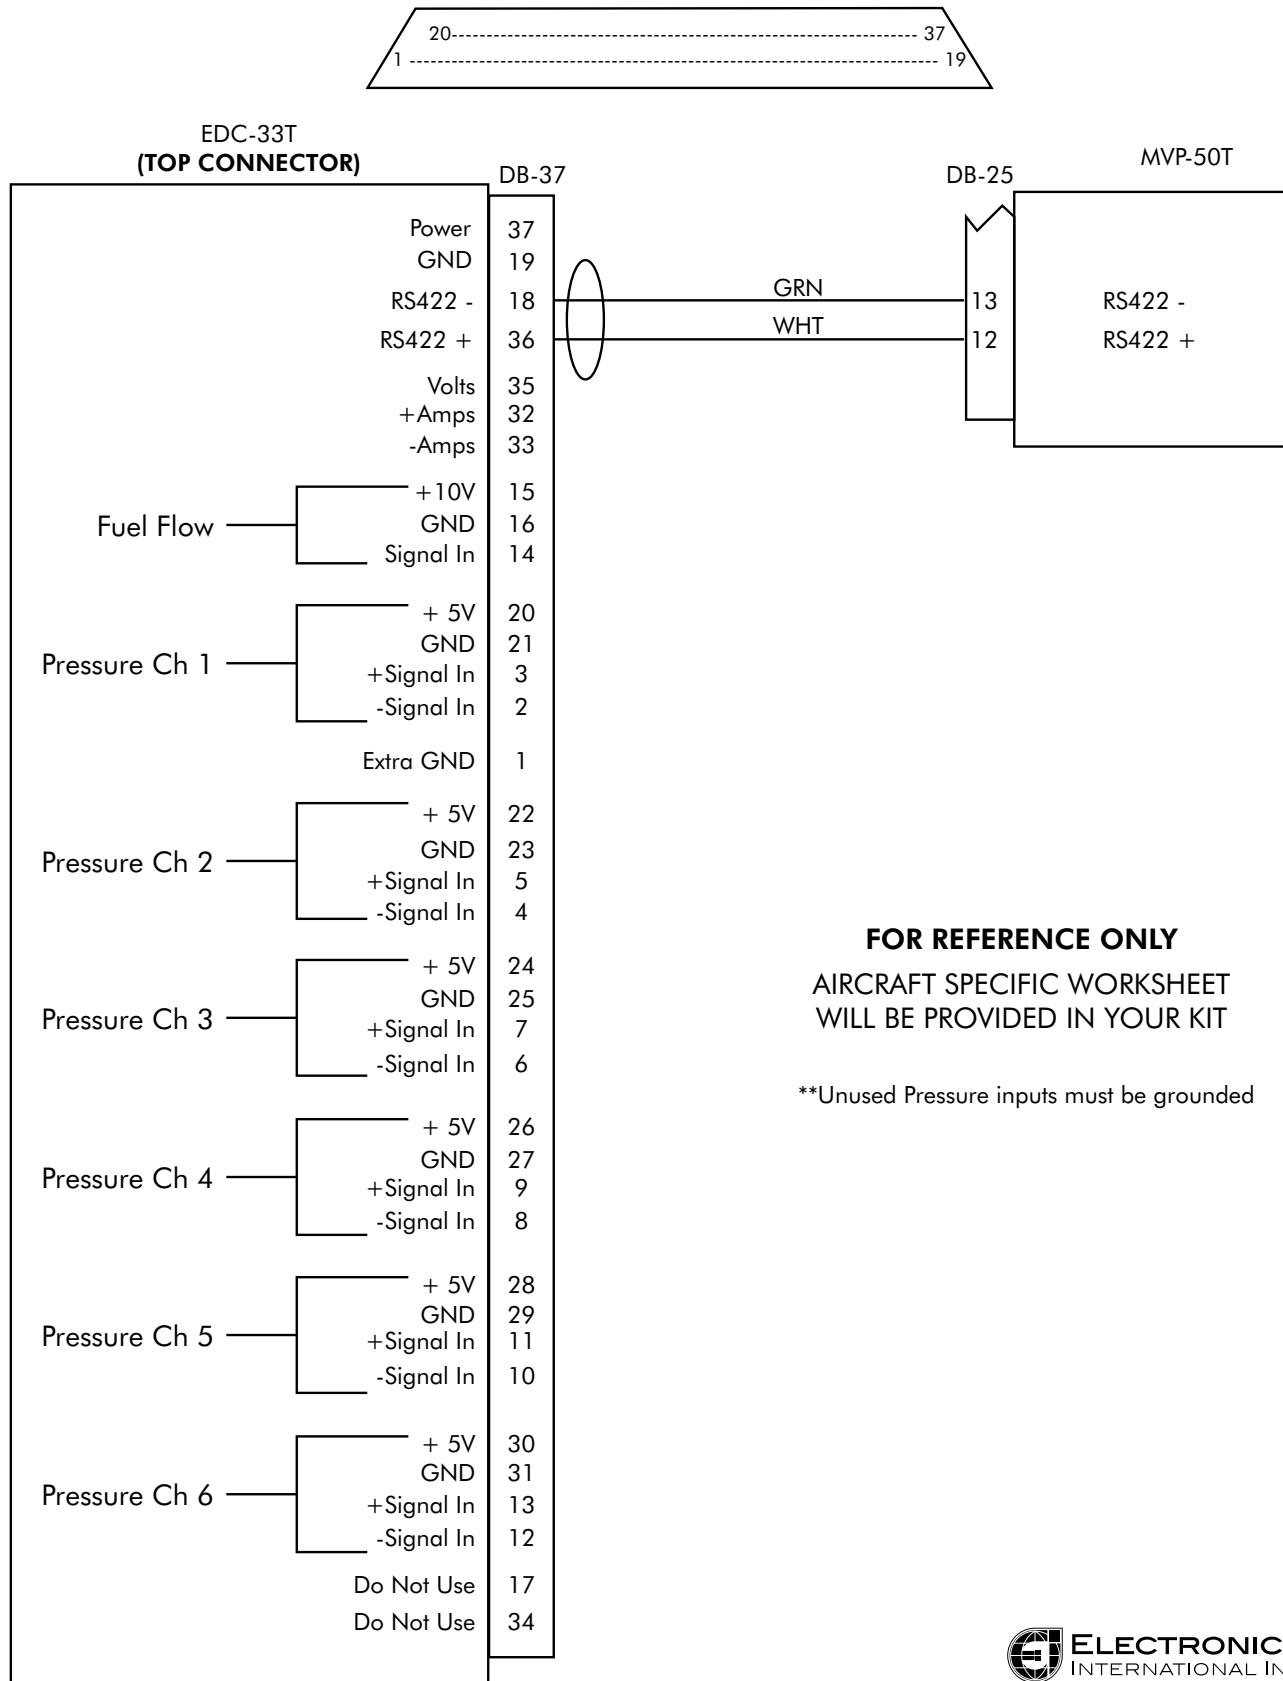 20------------------------------------------------------------- 37
1 --------------------------------------------------------------------- 19
EDC-33T
(TOP CONNECTOR)
DB-37
DB-25
MVP-50T
Power 37
GND 19
RS422 - 18 GRN 13 RS422 -
RS422 + 36 WHT 12 RS422 +
Volts 35
+Amps 32
-Amps 33
+10V 15
Fuel Flow GND 16
Signal In 14
+ 5V 20
GND 21
Pressure Ch 1 +Signal In 3
-Signal In 2
Extra GND 1
+ 5V 22
Pressure Ch 2 GND 23
+Signal In 5
-Signal In 4
+ 5V 24
GND 25
Pressure Ch 3 +Signal In 7
-Signal In 6
+ 5V 26
GND 27
Pressure Ch 4 +Signal In 9
-Signal In 8
+ 5V 28
GND 29
Pressure Ch 5 +Signal In 11
-Signal In 10
+ 5V 30
GND 31
Pressure Ch 6 +Signal In 13
-Signal In 12
Do Not Use 17
Do Not Use 34
FOR REFERENCE ONLY
AIRCRAFT SPECIFIC WORKSHEET
WILL BE PROVIDED IN YOUR KIT
**Unused Pressure inputs must be grounded
ELECTRONIC
INTERNATIONAL IN